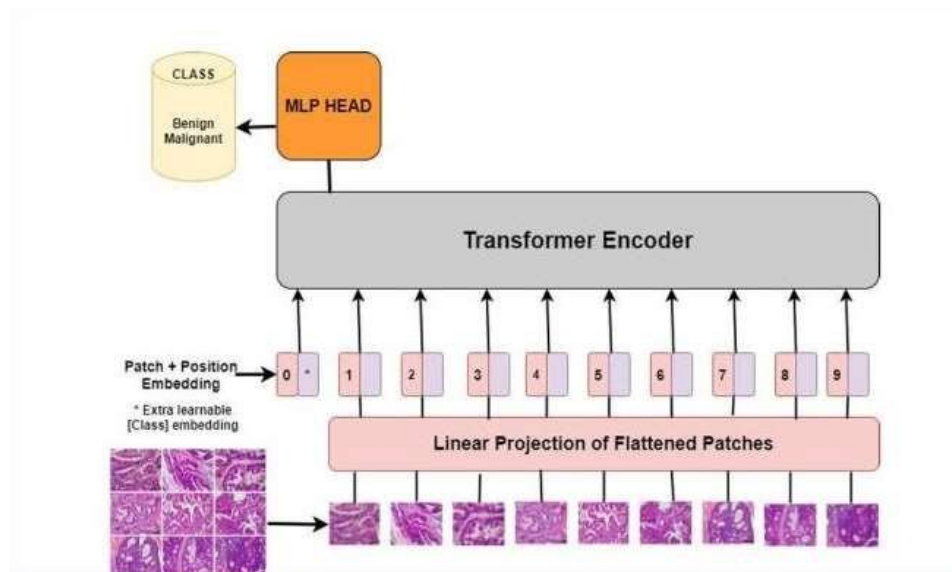 CLASS
Benign
Malignant
MLP HEAD
Transformer Encoder
Patch + Position
Embedding
0 *
1
2
3
4
5
6
7
8
9
* Extra learnable
[Class] embedding
Linear Projection of Flattened Patches